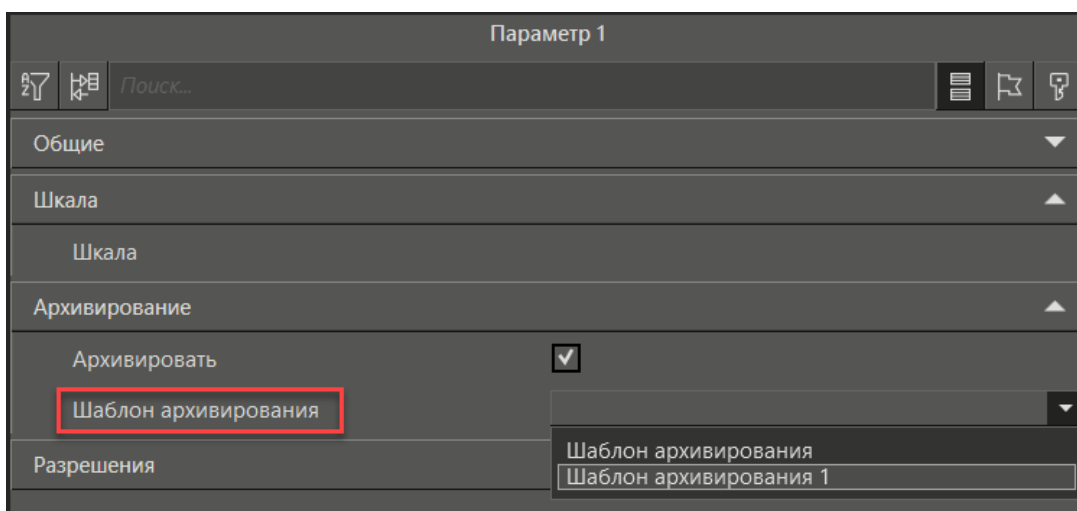 Параметр 1
Поиск...
Общие
Шкала
Шкала
Архивирование
Архивировать
Шаблон архивирования
Шаблон архивирования
Шаблон архивирования 1
Разрешения